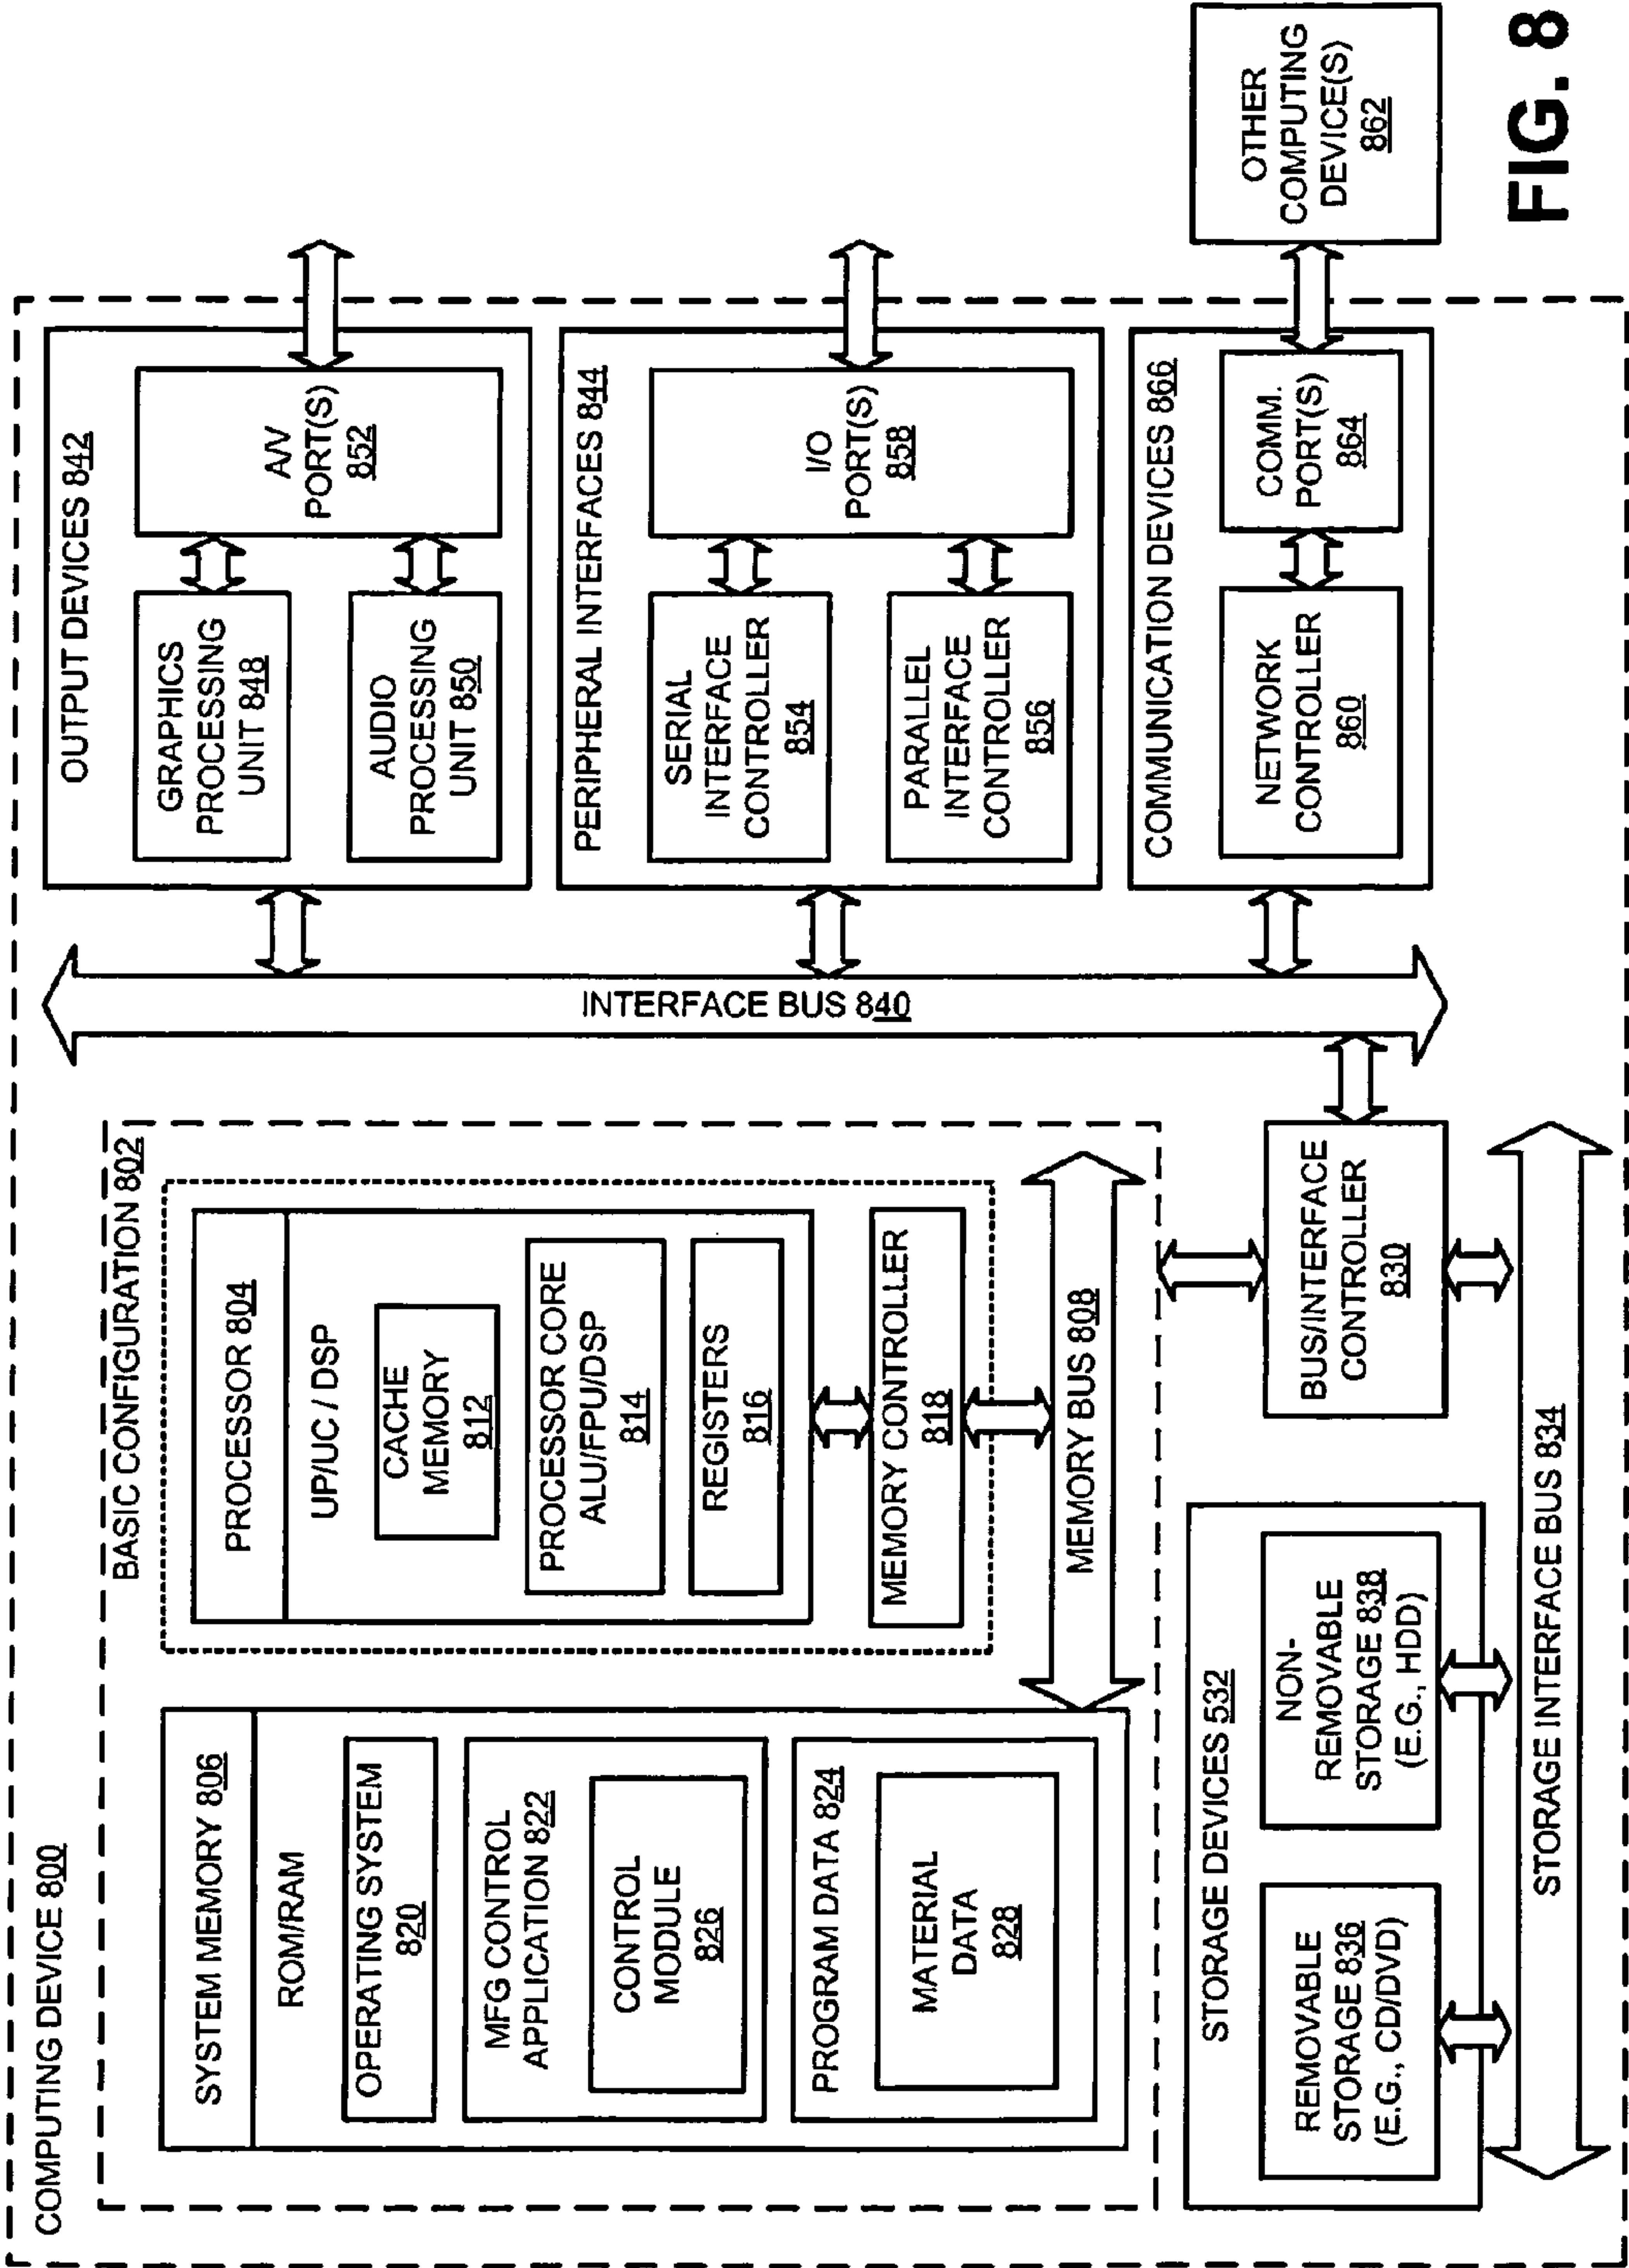 COMPUTING DEVICE 800
BASIC CONFIGURATION 802
SYSTEM MEMORY 806
ROM/RAM
OPERATING SYSTEM
820
MFG CONTROL
APPLICATION 822
CONTROL
MODULE
826
PROGRAM DATA 824
MATERIAL
DATA
828
PROCESSOR 804
UP/UC / DSP
CACHE
MEMORY
812
PROCESSOR CORE
ALU/FPU/DSP
814
REGISTERS
816
MEMORY CONTROLLER
818
MEMORY BUS 808
STORAGE DEVICES 532
REMOVABLE
STORAGE 836
(E.G., CD/DVD)
NON-
REMOVABLE
STORAGE 838
(E.G., HDD)
BUS/INTERFACE
CONTROLLER
830
STORAGE INTERFACE BUS 834
INTERFACE BUS 840
OUTPUT DEVICES 842
GRAPHICS
PROCESSING
UNIT 848
AUDIO
PROCESSING
UNIT 850
A/V
PORT(S)
852
PERIPHERAL INTERFACES 844
SERIAL
INTERFACE
CONTROLLER
854
PARALLEL
INTERFACE
CONTROLLER
856
I/O
PORT(S)
858
COMMUNICATION DEVICES 866
NETWORK
CONTROLLER
860
COMM.
PORT(S)
864
OTHER
COMPUTING
DEVICE(S)
862
FIG. 8